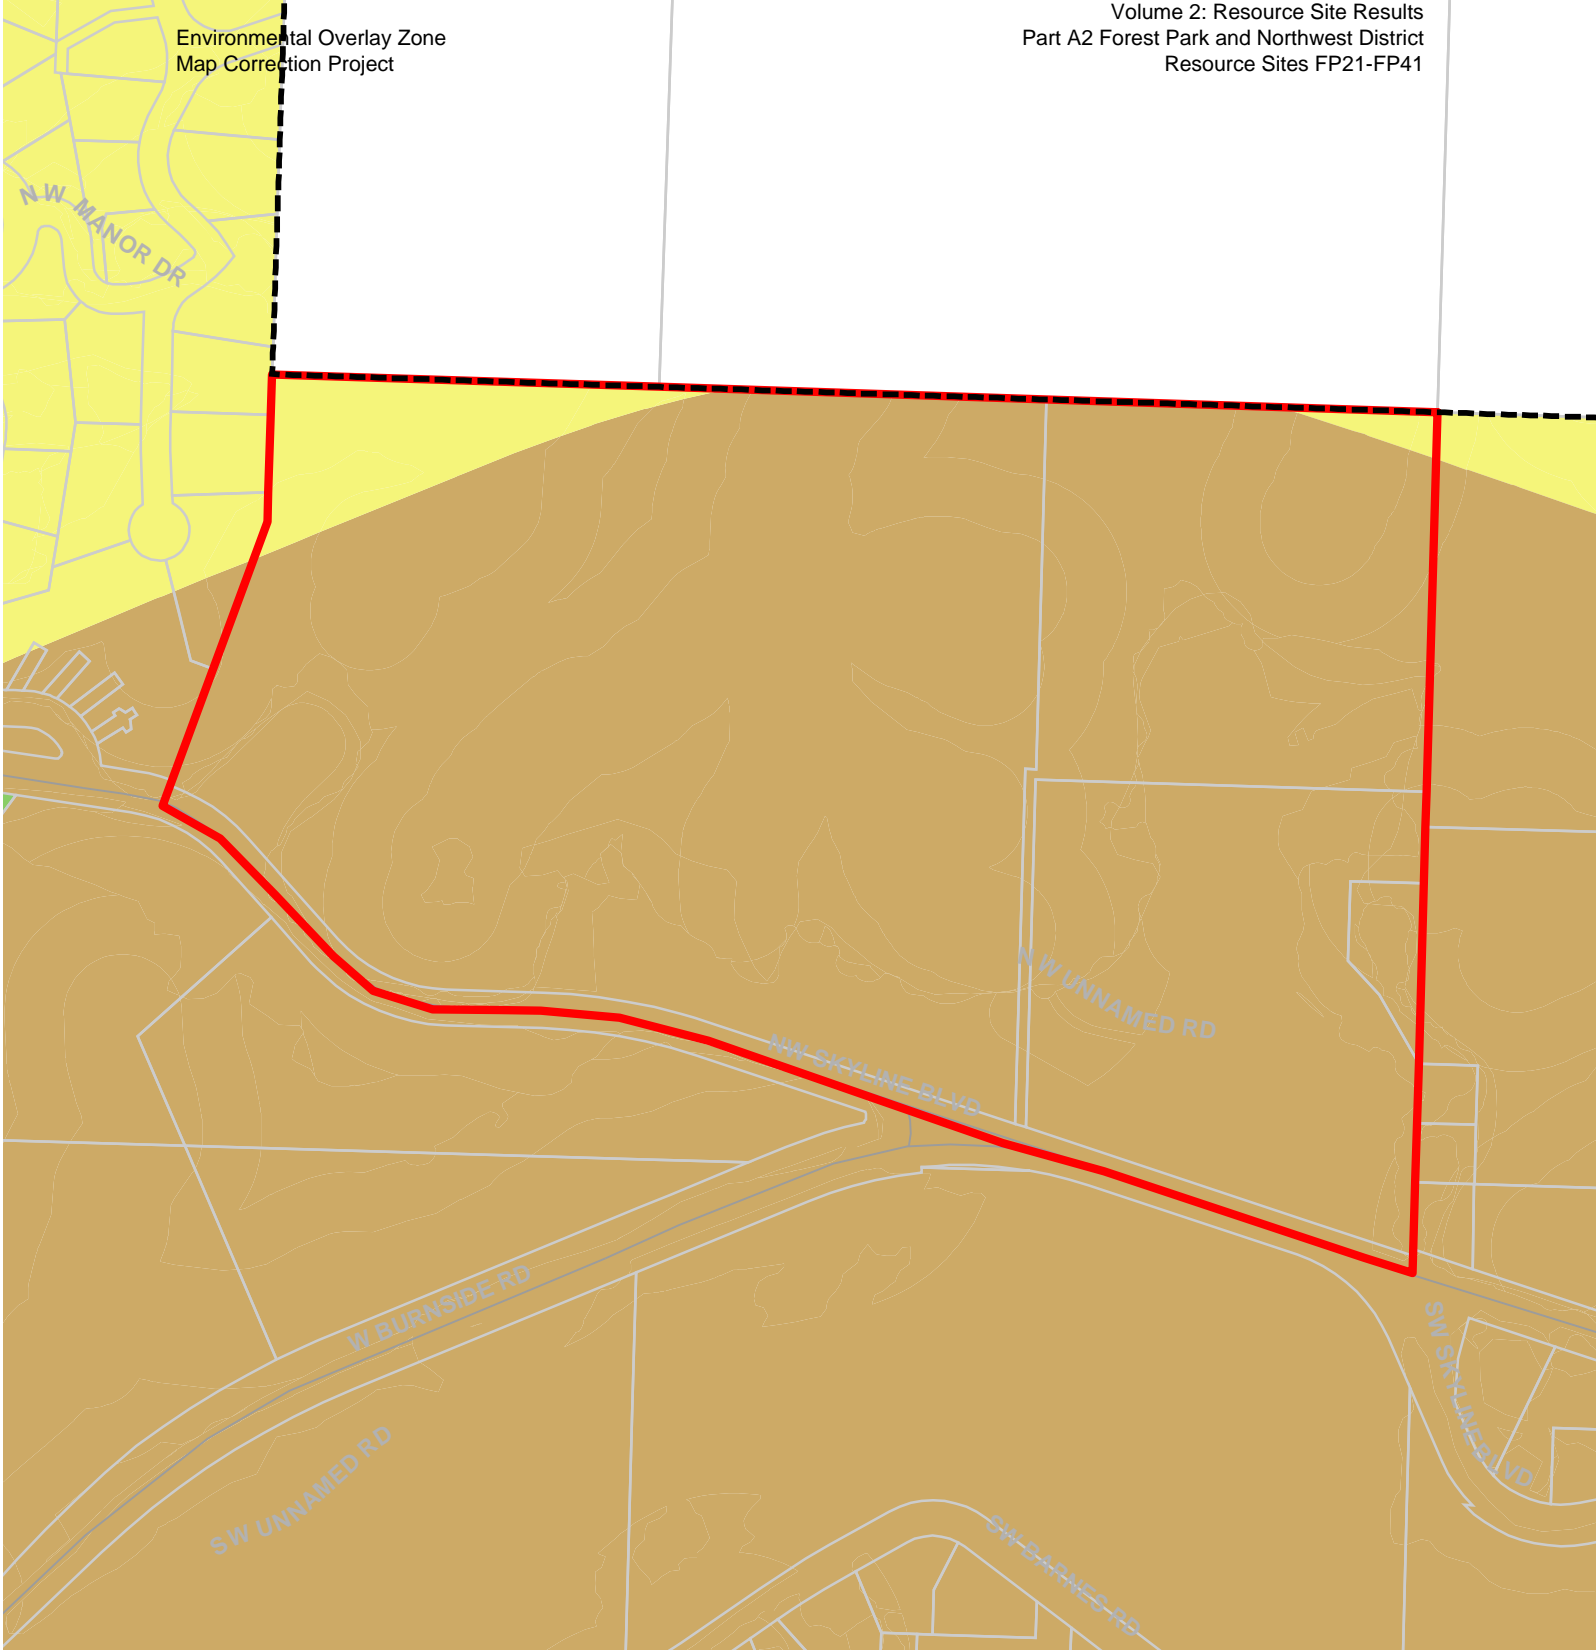 Environmental Overlay Zone
Map Correction Project
Volume 2: Resource Site Results
Part A2 Forest Park and Northwest District
Resource Sites FP21-FP41
NW MANOR DR
NW UNNAMED RD
NW SKYLINE BLVD
W BURNSIDE RD
SW SKYLINE BLVD
SW UNNAMED RD
SW BARNES RD